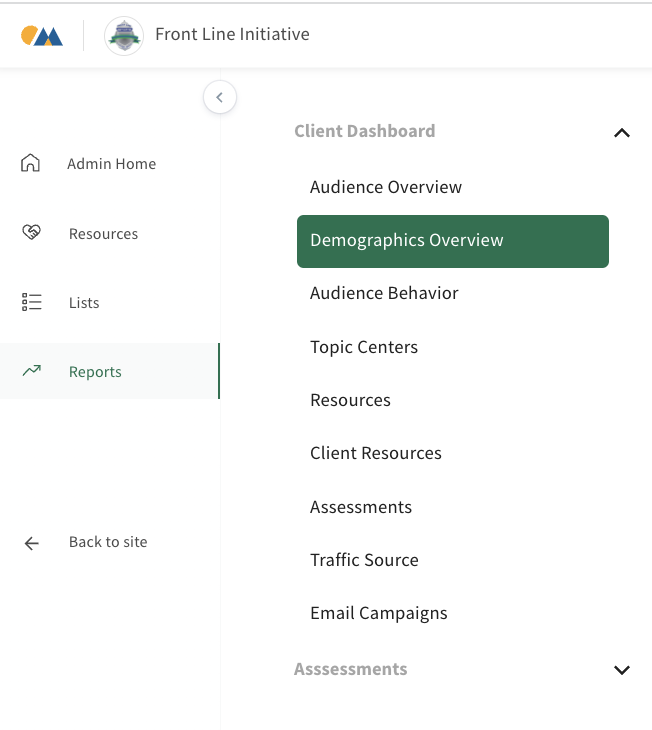 Front Line Initiative
Admin Home
Resources
Lists
Reports
Back to site
Client Dashboard
Audience Overview
Demographics Overview
Audience Behavior
Topic Centers
Resources
Client Resources
Assessments
Traffic Source
Email Campaigns
Asssessments